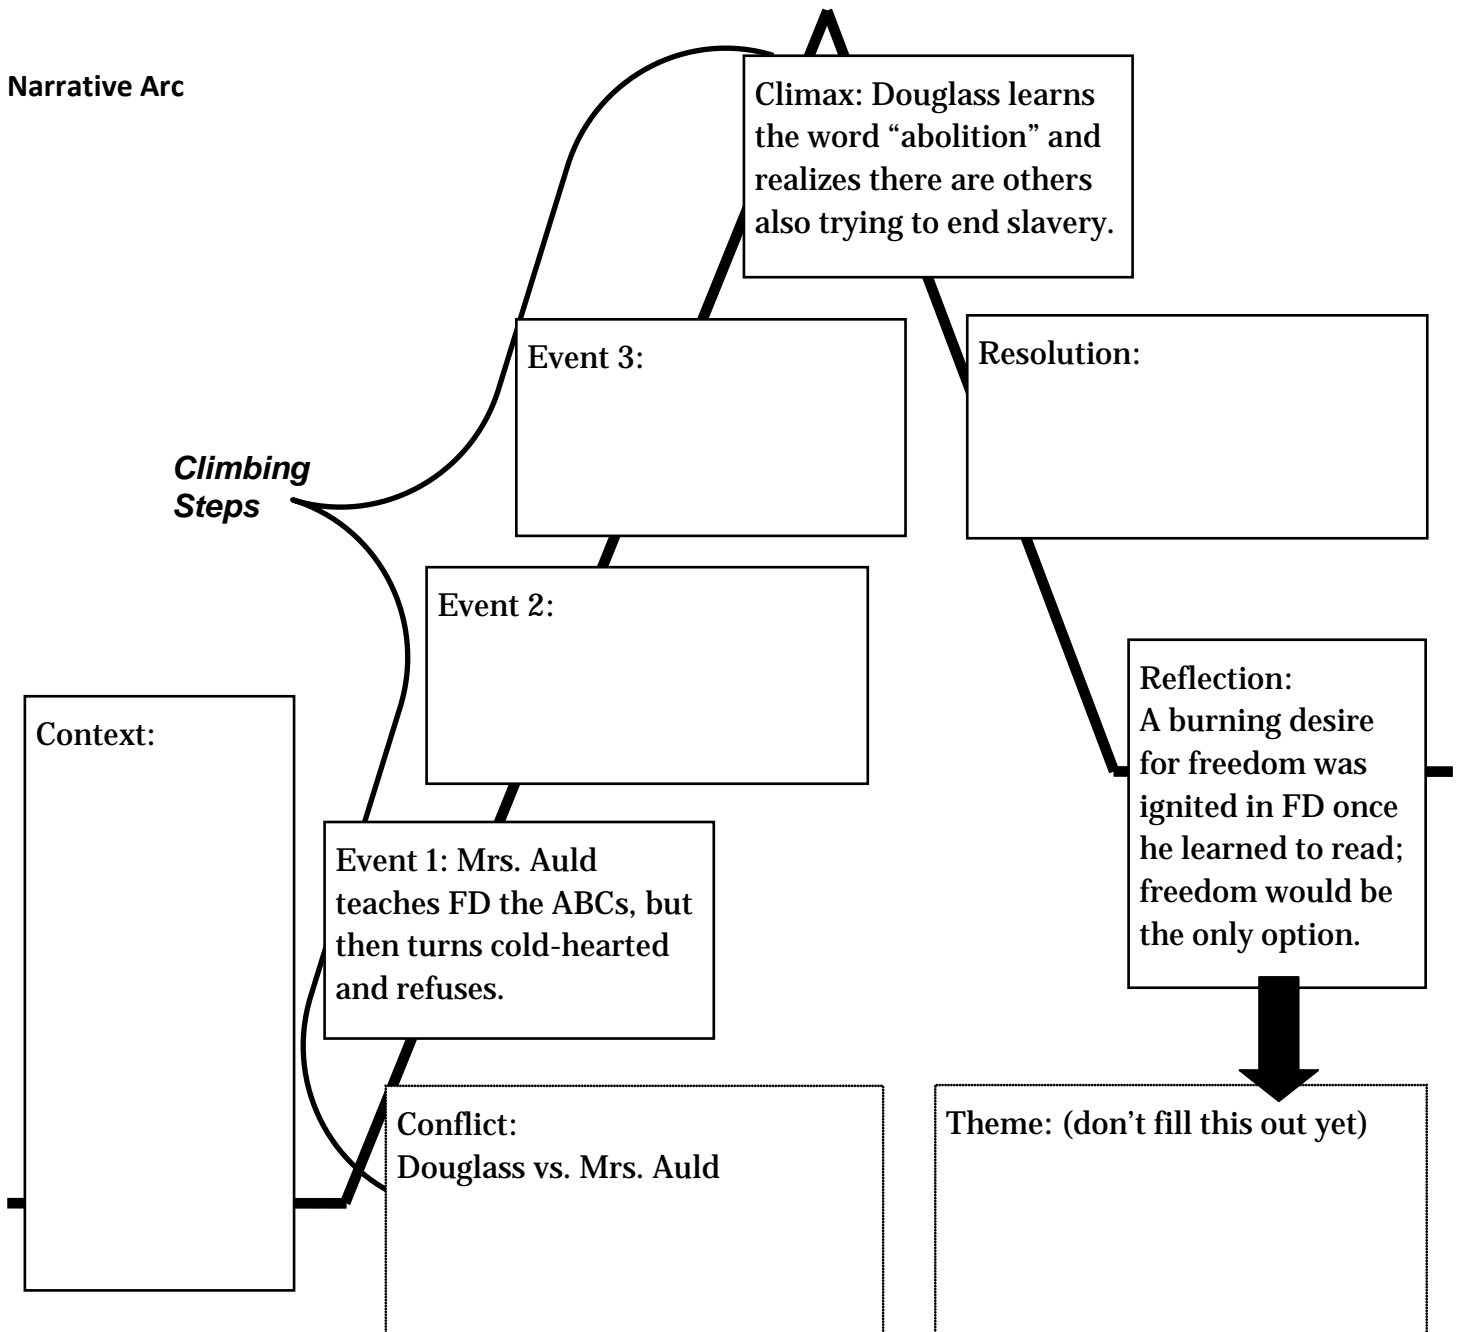 Narrative Arc
Climax: Douglass learns
the word “abolition” and
realizes there are others
also trying to end slavery.
Event 3:
Resolution:
Climbing
Steps
Event 2:
Reflection:
A burning desire
for freedom was
ignited in FD once
he learned to read;
freedom would be
the only option.
Context:
Event 1: Mrs. Auld
teaches FD the ABCs, but
then turns cold-hearted
and refuses.
Conflict:
Douglass vs. Mrs. Auld
Theme: (don’t fill this out yet)